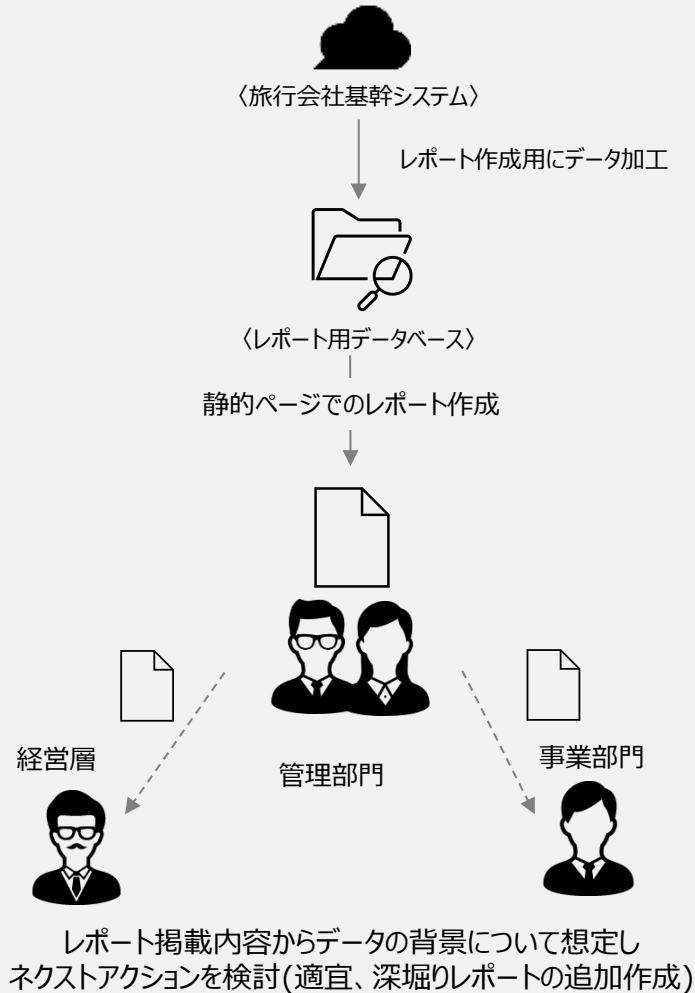 〈旅行会社基幹システム〉
レポート作成用にデータ加工
〈レポート用データベース〉
静的ページでのレポート作成
経営層
管理部門
事業部門
レポート掲載内容からデータの背景について想定し
ネクストアクションを検討(適宜、深堀りレポートの追加作成)